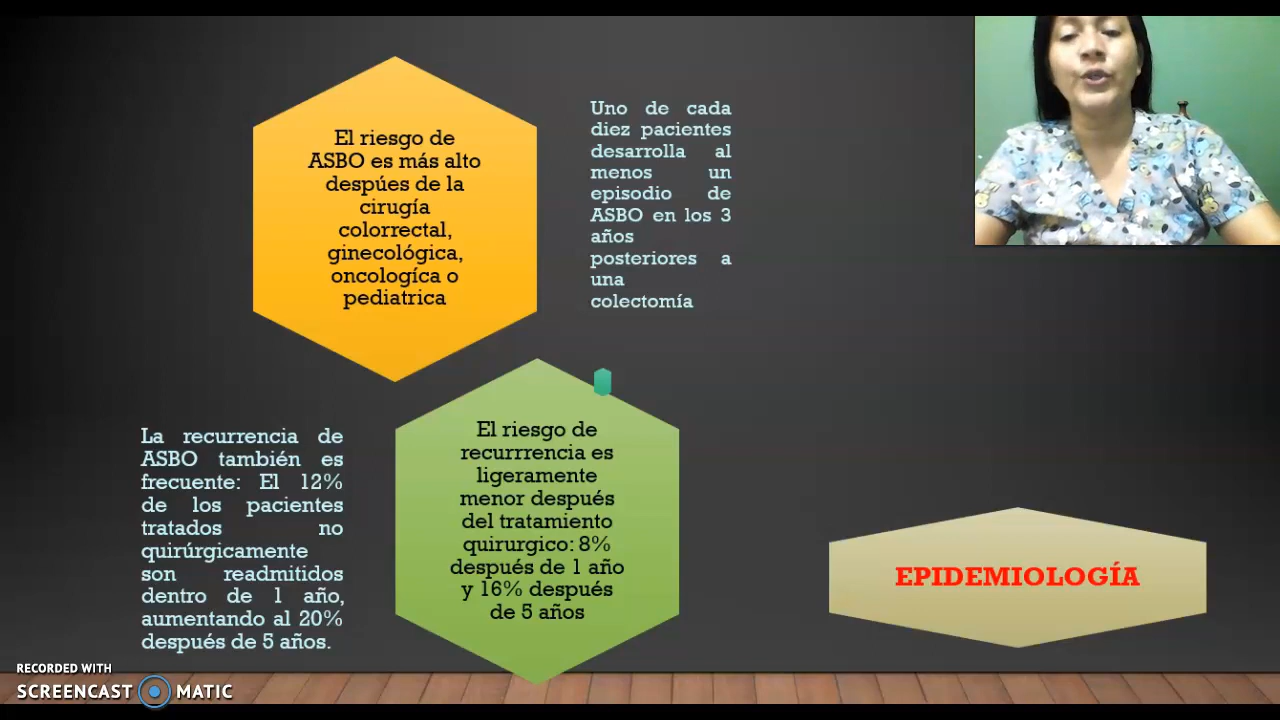 El riesgo de
ASBO es más alto
despúes de la
cirugía
colorrectal,
ginecológica,
oncologíca o
pediatrica
Uno de cada
diez pacientes
desarrolla al
menos un
episodio de
ASBO en los 3
años
posteriores a
una
colectomía
La recurrencia de
ASBO también es
frecuente: El 12%
de los pacientes
tratados no
quirúrgicamente
son readmitidos
dentro de 1 año,
aumentando al 20%
después de 5 años.
El riesgo de
recurrrencia es
ligeramente
menor después
del tratamiento
quirurgico: 8%
después de 1 año
y 16% después
de 5 años
EPIDEMIOLOGÍA
RECORDED WITH
SCREENCAST MATIC